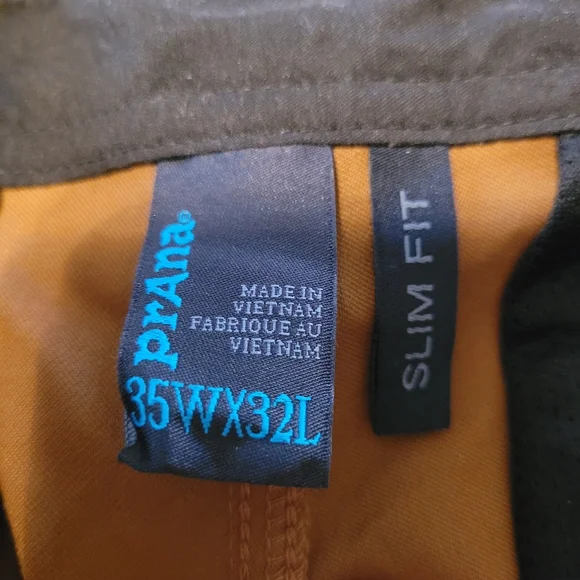 prAna®
MADE IN
VIETNAM
FABRIQUE AU
VIETNAM
35WX32L
SLIM FIT